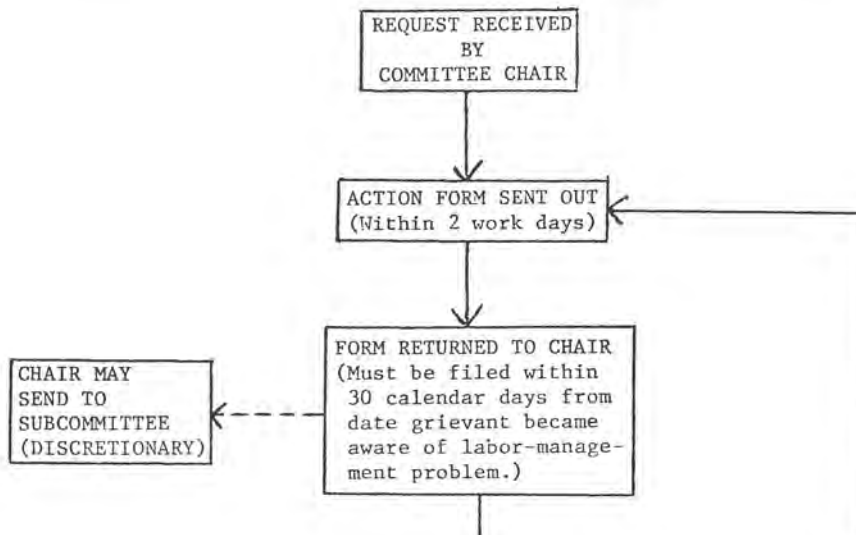 REQUEST RECEIVED
BY
COMMITTEE CHAIR
ACTION FORM SENT OUT
(Within 2 work days)
FORM RETURNED TO CHAIR
(Must be filed within
30 calendar days from
date grievant became
aware of labor-manage-
ment problem.)
CHAIR MAY
SEND TO
SUBCOMMITTEE
(DISCRETIONARY)